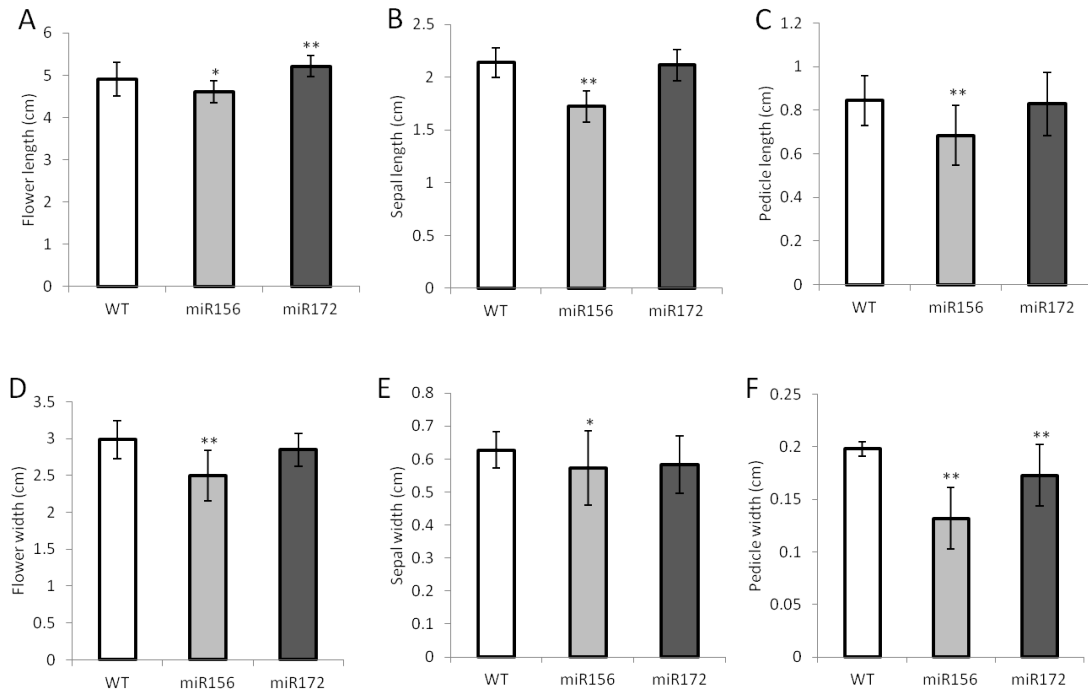 A
Flower length (cm)
6
5
4
3
2
1
0
*
**
WT
miR156
miR172
B
Sepal length (cm)
2.5
2
1.5
1
0.5
0
**
WT
miR156
miR172
C
Pedicle length (cm)
1.2
1
0.8
0.6
0.4
0.2
0
**
WT
miR156
miR172
D
Flower width (cm)
3.5
3
2.5
2
1.5
1
0.5
0
**
WT
miR156
miR172
E
Sepal width (cm)
0.8
0.7
0.6
0.5
0.4
0.3
0.2
0.1
0
*
WT
miR156
miR172
F
Pedicle width (cm)
0.25
0.2
0.15
0.1
0.05
0
**
**
WT
miR156
miR172